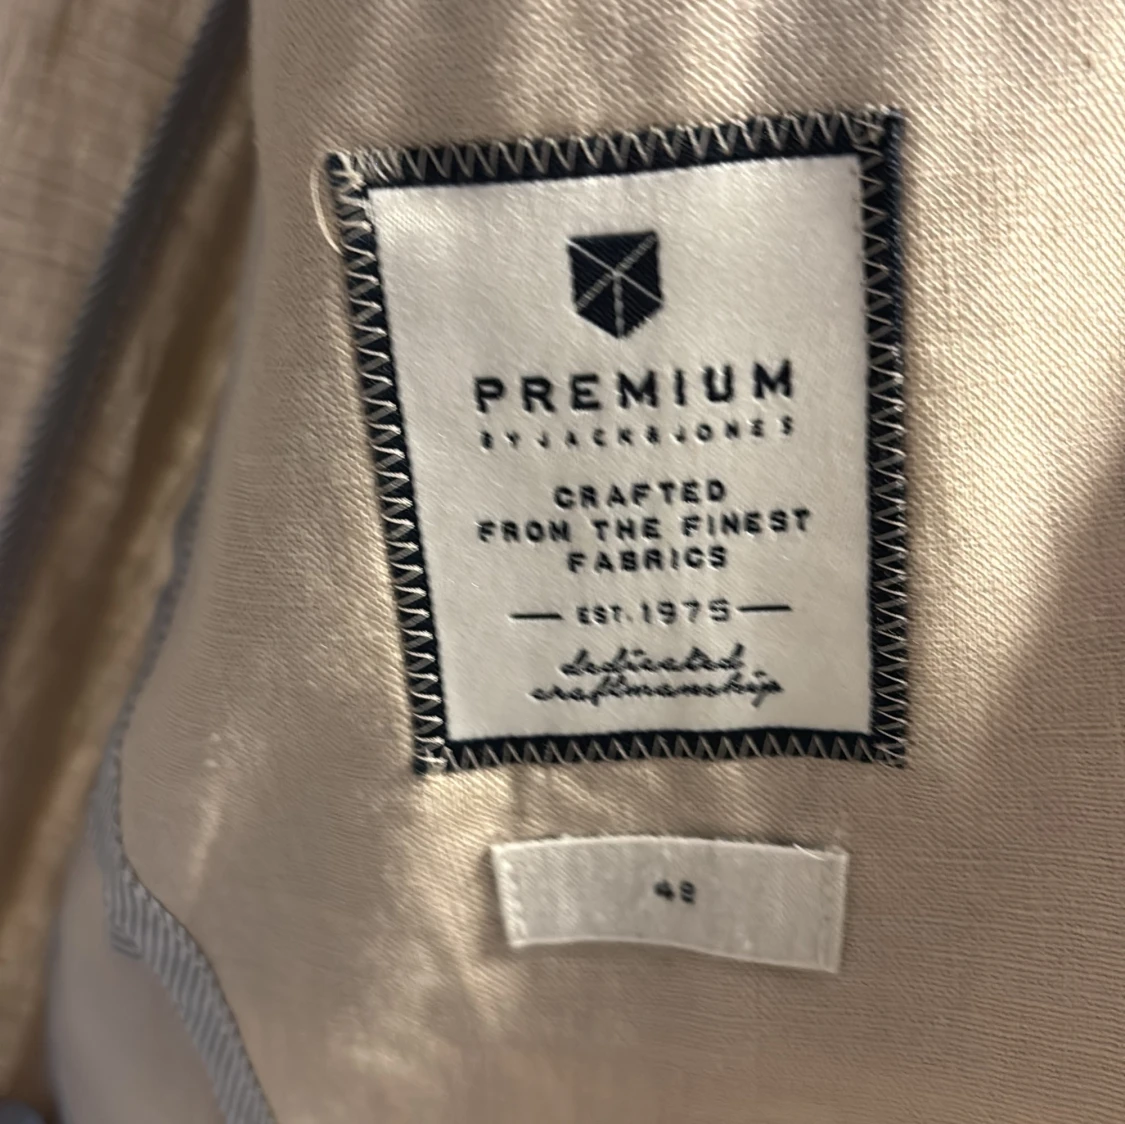 PREMIUM
BY JACK & JONES
CRAFTED
FROM THE FINEST
FABRICS
EST. 1975
dedicated
craftmanship
48